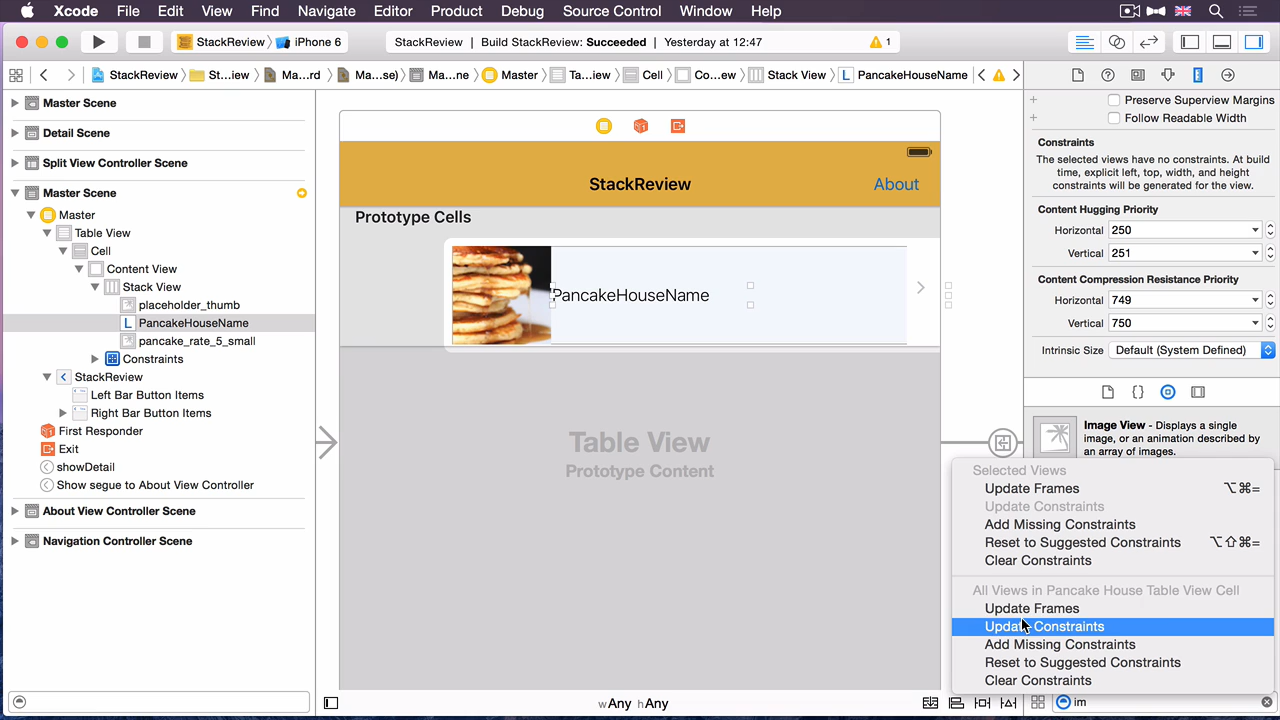 Xcode File Edit View Find Navigate Editor Product Debug Source Control Window Help
StackReview iPhone 6 StackReview | Build StackReview: Succeeded | Yesterday at 12:47 1
StackReview St...iew Ma...rd Ma...se) Ma...ne Master Ta...iew Cell Co...ew Stack View L PancakeHouseName
Master Scene
Detail Scene
Split View Controller Scene
Master Scene
Master
Table View
Cell
Content View
Stack View
placeholder_thumb
L PancakeHouseName
pancake_rate_5_small
Constraints
StackReview
Left Bar Button Items
Right Bar Button Items
First Responder
Exit
showDetail
Show segue to About View Controller
About View Controller Scene
Navigation Controller Scene
StackReview About
Prototype Cells
PancakeHouseName
Table View
Prototype Content
wAny hAny
Preserve Superview Margins
Follow Readable Width
Constraints
The selected views have no constraints. At build
time, explicit left, top, width, and height
constraints will be generated for the view.
Content Hugging Priority
Horizontal 250
Vertical 251
Content Compression Resistance Priority
Horizontal 749
Vertical 750
Intrinsic Size Default (System Defined)
Image View - Displays a single
image, or an animation described by
an array of images.
Selected Views
Update Frames ⌥⌘=
Update Constraints
Add Missing Constraints
Reset to Suggested Constraints ⌥⇧⌘=
Clear Constraints
All Views in Pancake House Table View Cell
Update Frames
Update Constraints
Add Missing Constraints
Reset to Suggested Constraints
Clear Constraints
im